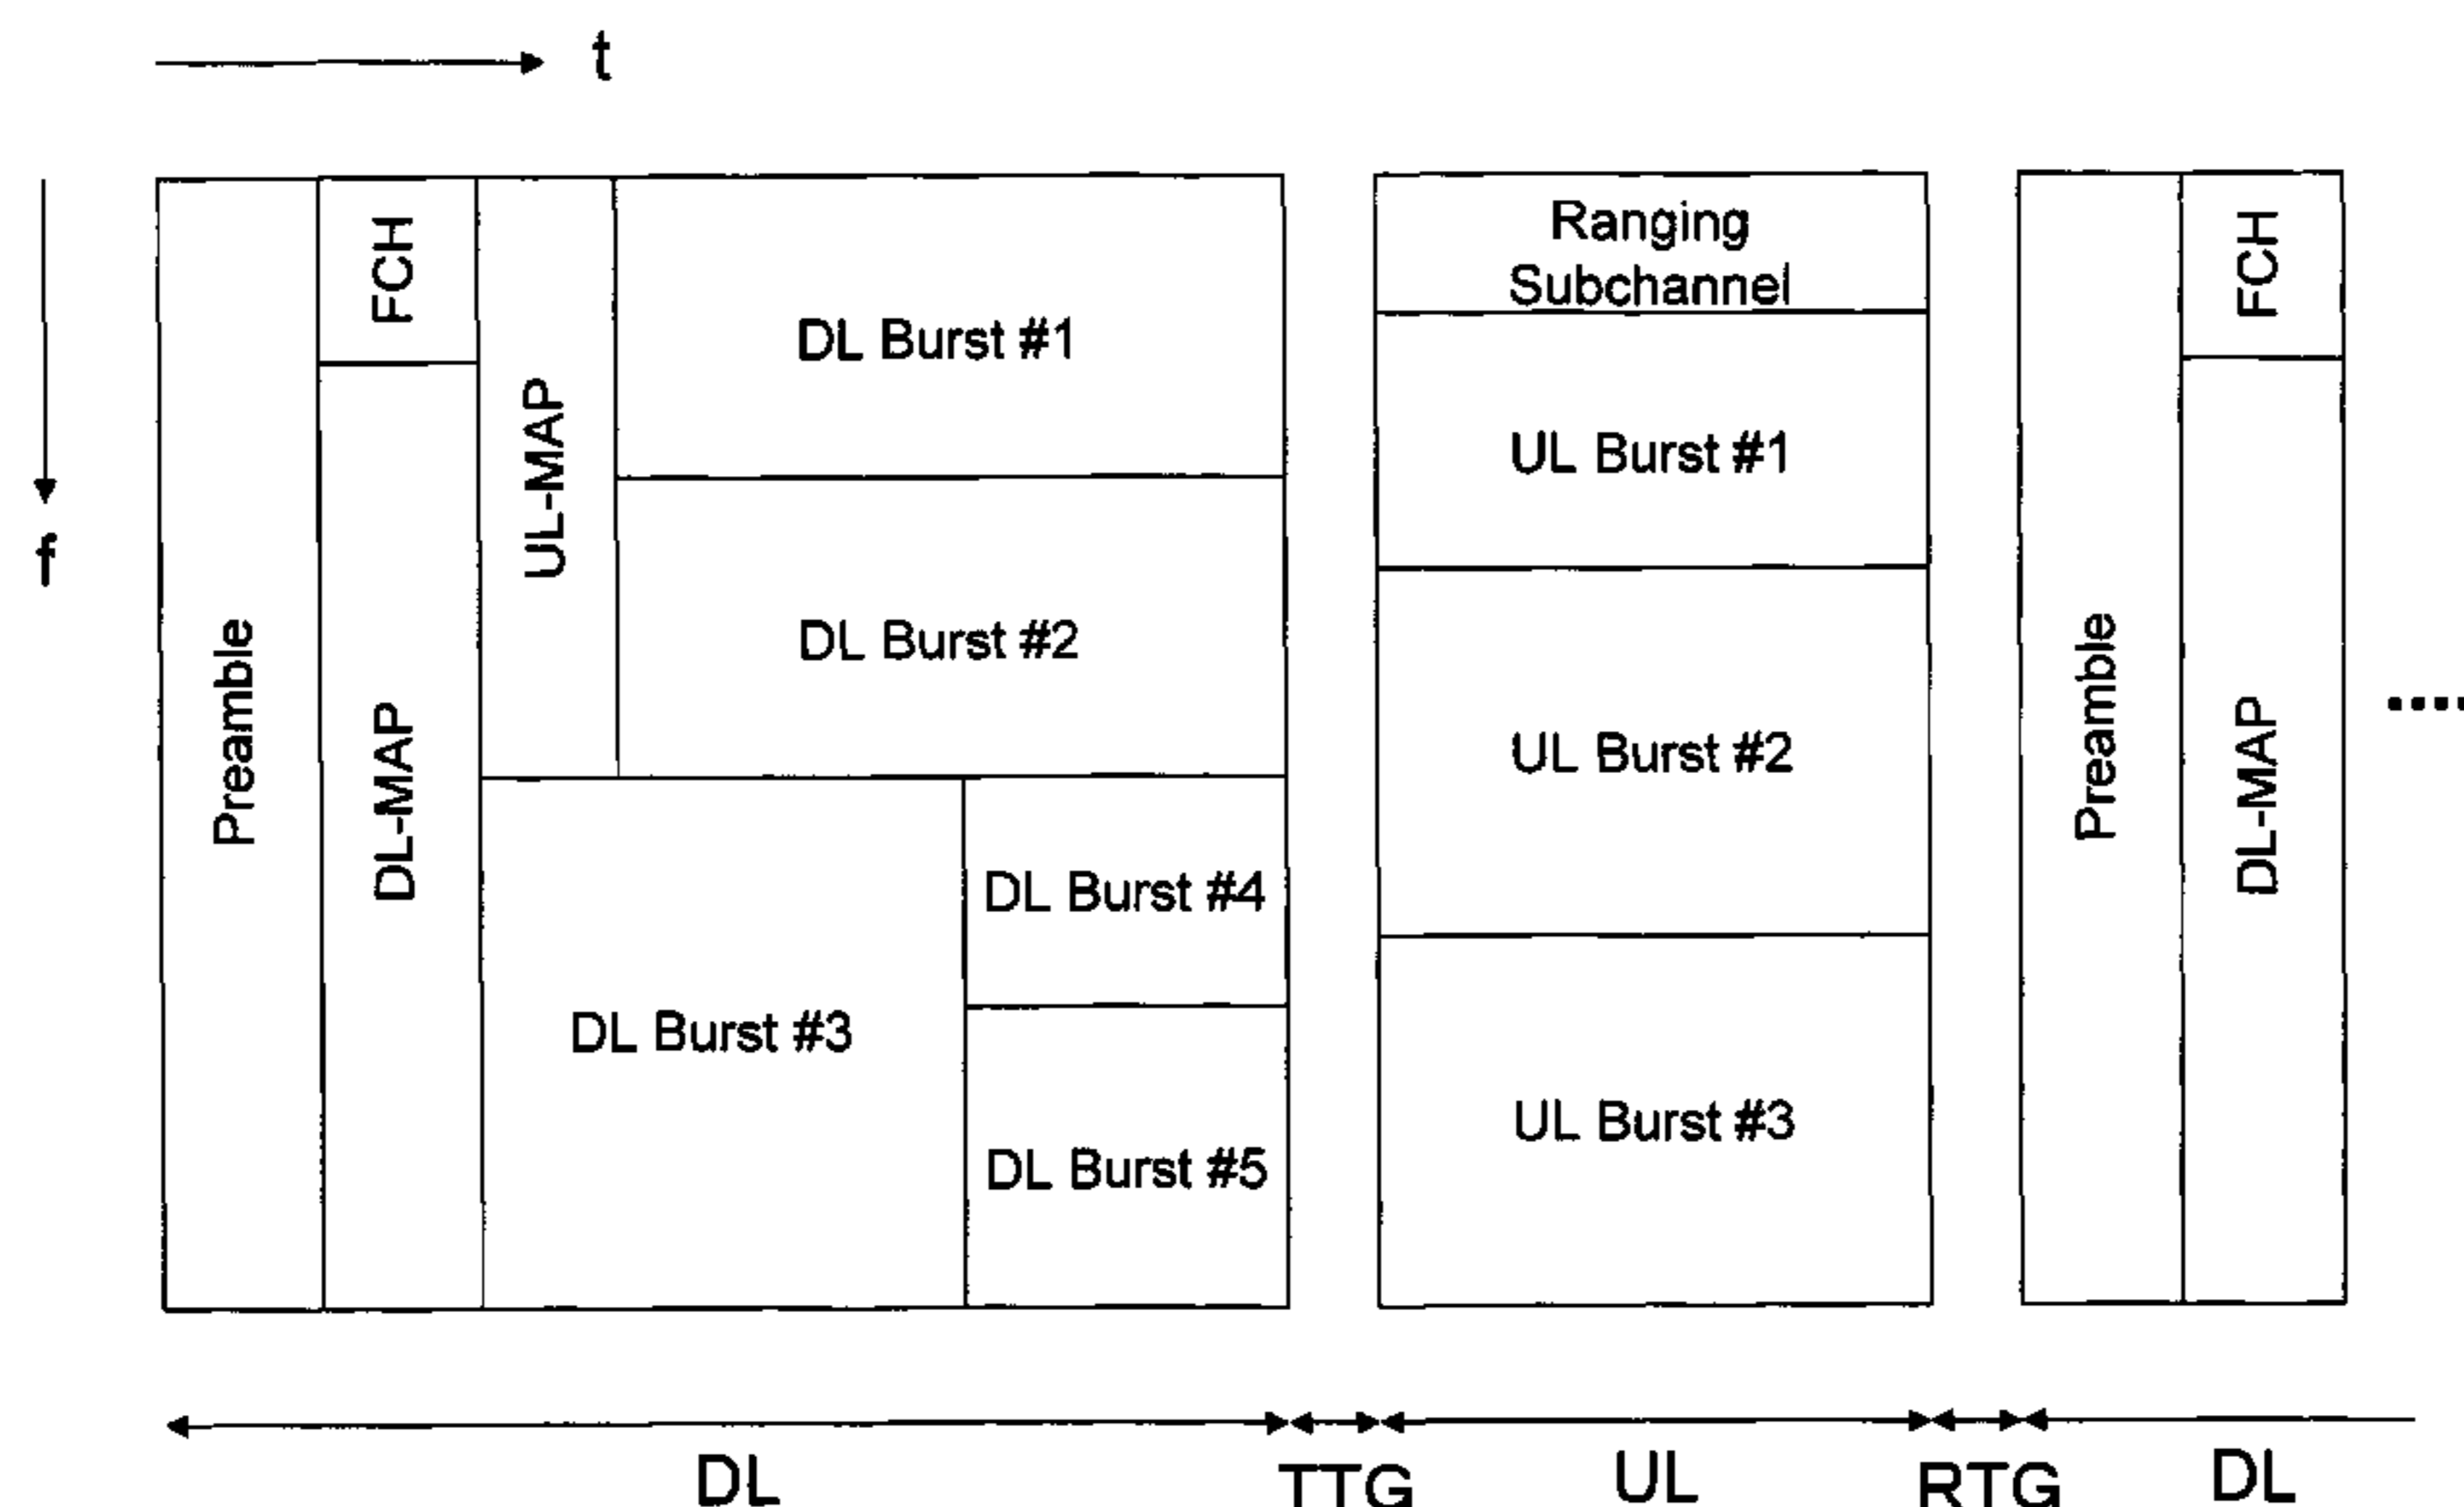 t
f
Preamble
FCH
DL-MAP
UL-MAP
DL Burst #1
DL Burst #2
DL Burst #3
DL Burst #4
DL Burst #5
Ranging
Subchannel
UL Burst #1
UL Burst #2
UL Burst #3
Preamble
FCH
DL-MAP
DL
TTG
UL
RTG
DL